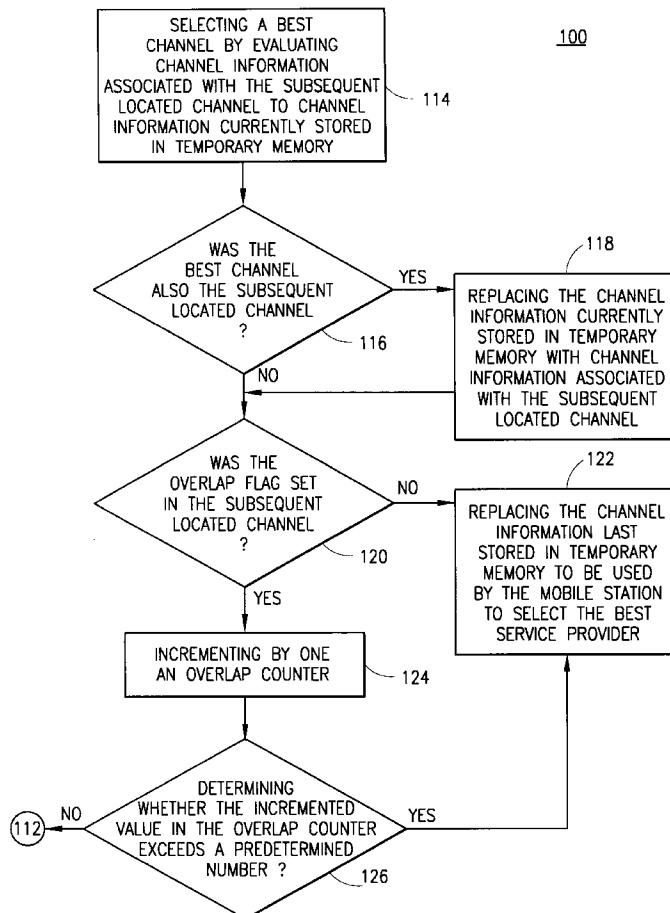 SELECTING A BEST
CHANNEL BY EVALUATING
CHANNEL INFORMATION
ASSOCIATED WITH THE SUBSEQUENT
LOCATED CHANNEL TO CHANNEL
INFORMATION CURRENTLY STORED
IN TEMPORARY MEMORY
100
114
WAS THE
BEST CHANNEL
ALSO THE SUBSEQUENT
LOCATED CHANNEL
?
116
YES
NO
118
REPLACING THE CHANNEL
INFORMATION CURRENTLY
STORED IN TEMPORARY
MEMORY WITH CHANNEL
INFORMATION ASSOCIATED
WITH THE SUBSEQUENT
LOCATED CHANNEL
WAS THE
OVERLAP FLAG SET
IN THE SUBSEQUENT
LOCATED CHANNEL
?
120
NO
YES
122
REPLACING THE CHANNEL
INFORMATION LAST
STORED IN TEMPORARY
MEMORY TO BE USED
BY THE MOBILE STATION
TO SELECT THE BEST
SERVICE PROVIDER
INCREMENTING BY ONE
AN OVERLAP COUNTER
124
DETERMINING
WHETHER THE INCREMENTED
VALUE IN THE OVERLAP COUNTER
EXCEEDS A PREDETERMINED
NUMBER ?
126
NO
YES
112